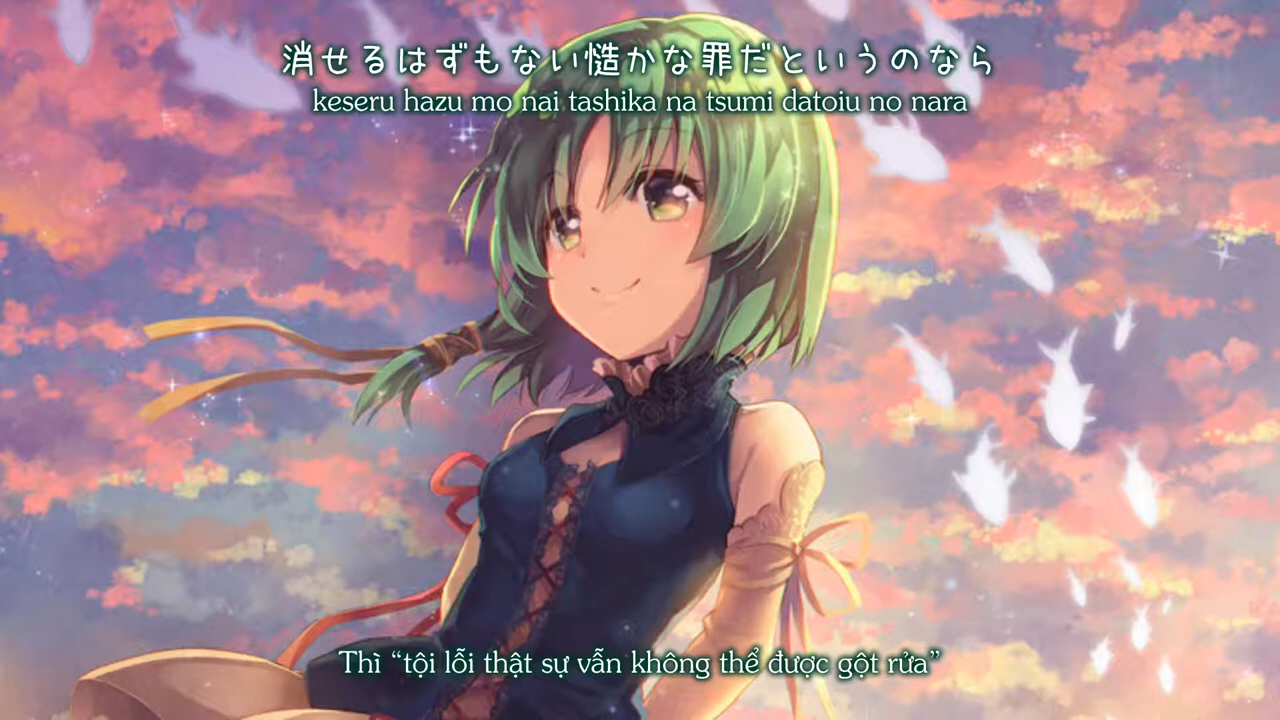 消せるはずもない慥かな罪だというのなら
keseru hazu mo nai tashika na tsumi datoiu no nara
Thì “tội lỗi thật sự vẫn không thể được gột rửa”